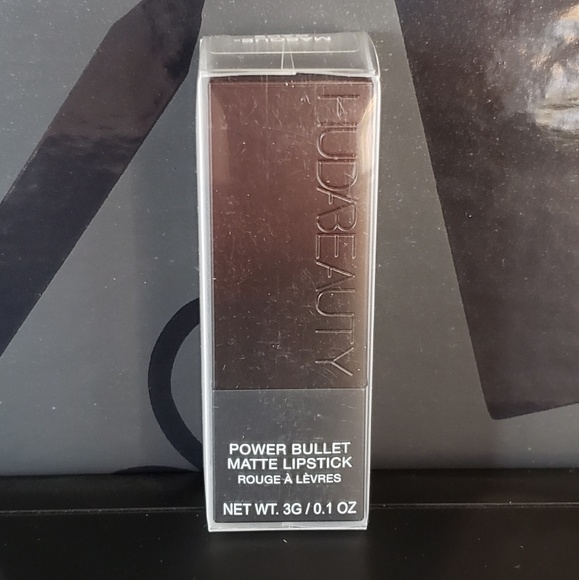 HUDABEAUTY
POWER BULLET
MATTE LIPSTICK
ROUGE À LÈVRES
NET WT. 3G / 0.1 OZ